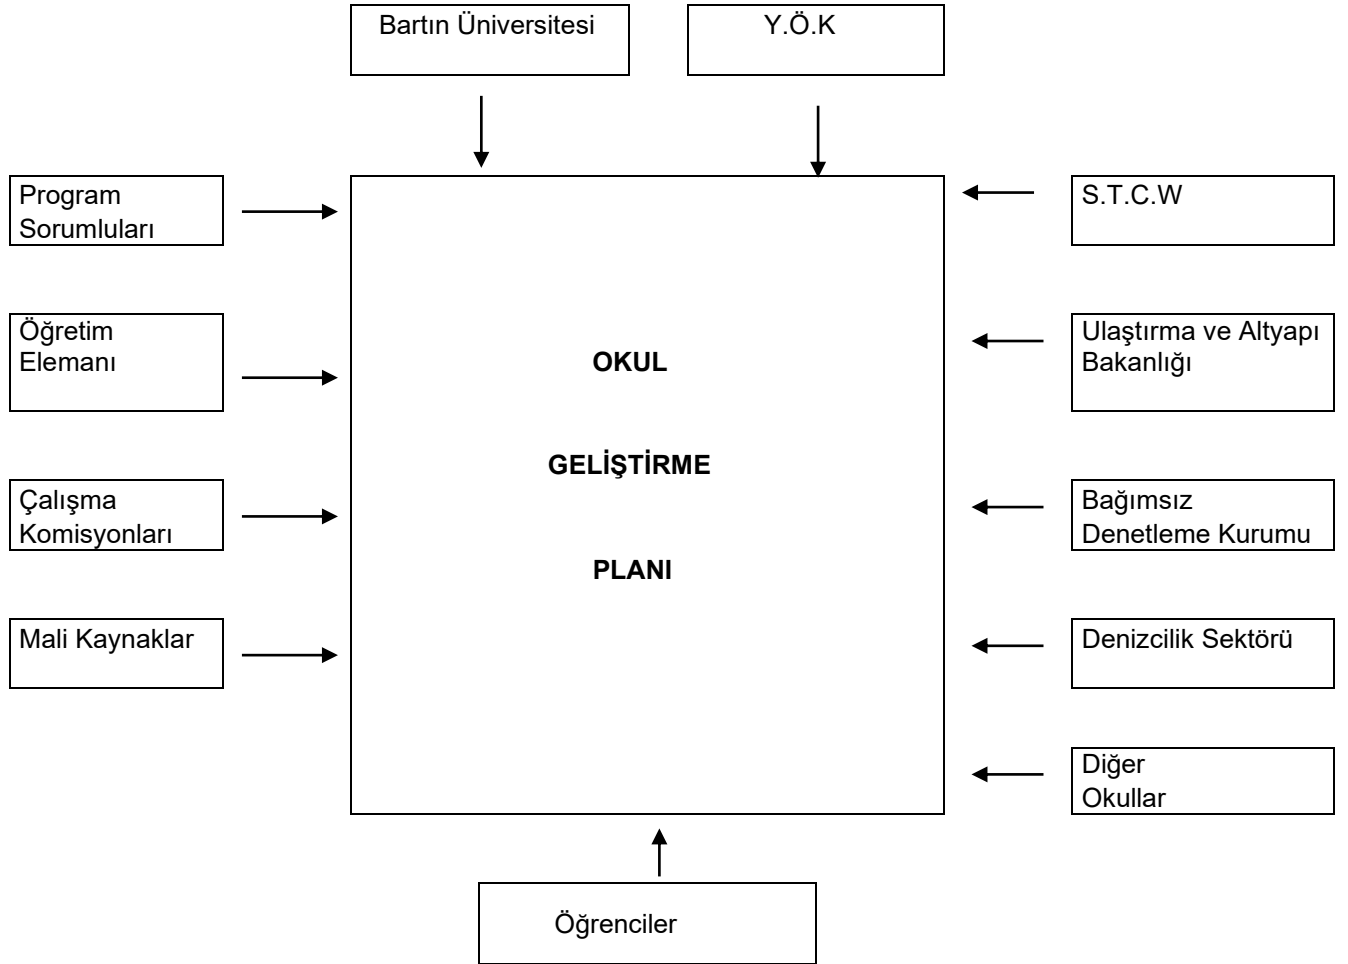 Bartın Üniversitesi
Y.Ö.K
Program
Sorumluları
S.T.C.W
Öğretim
Elemanı
Ulaştırma ve Altyapı
Bakanlığı
OKUL
GELİŞTİRME
PLANI
Çalışma
Komisyonları
Bağımsız
Denetleme Kurumu
Mali Kaynaklar
Denizcilik Sektörü
Diğer
Okullar
Öğrenciler